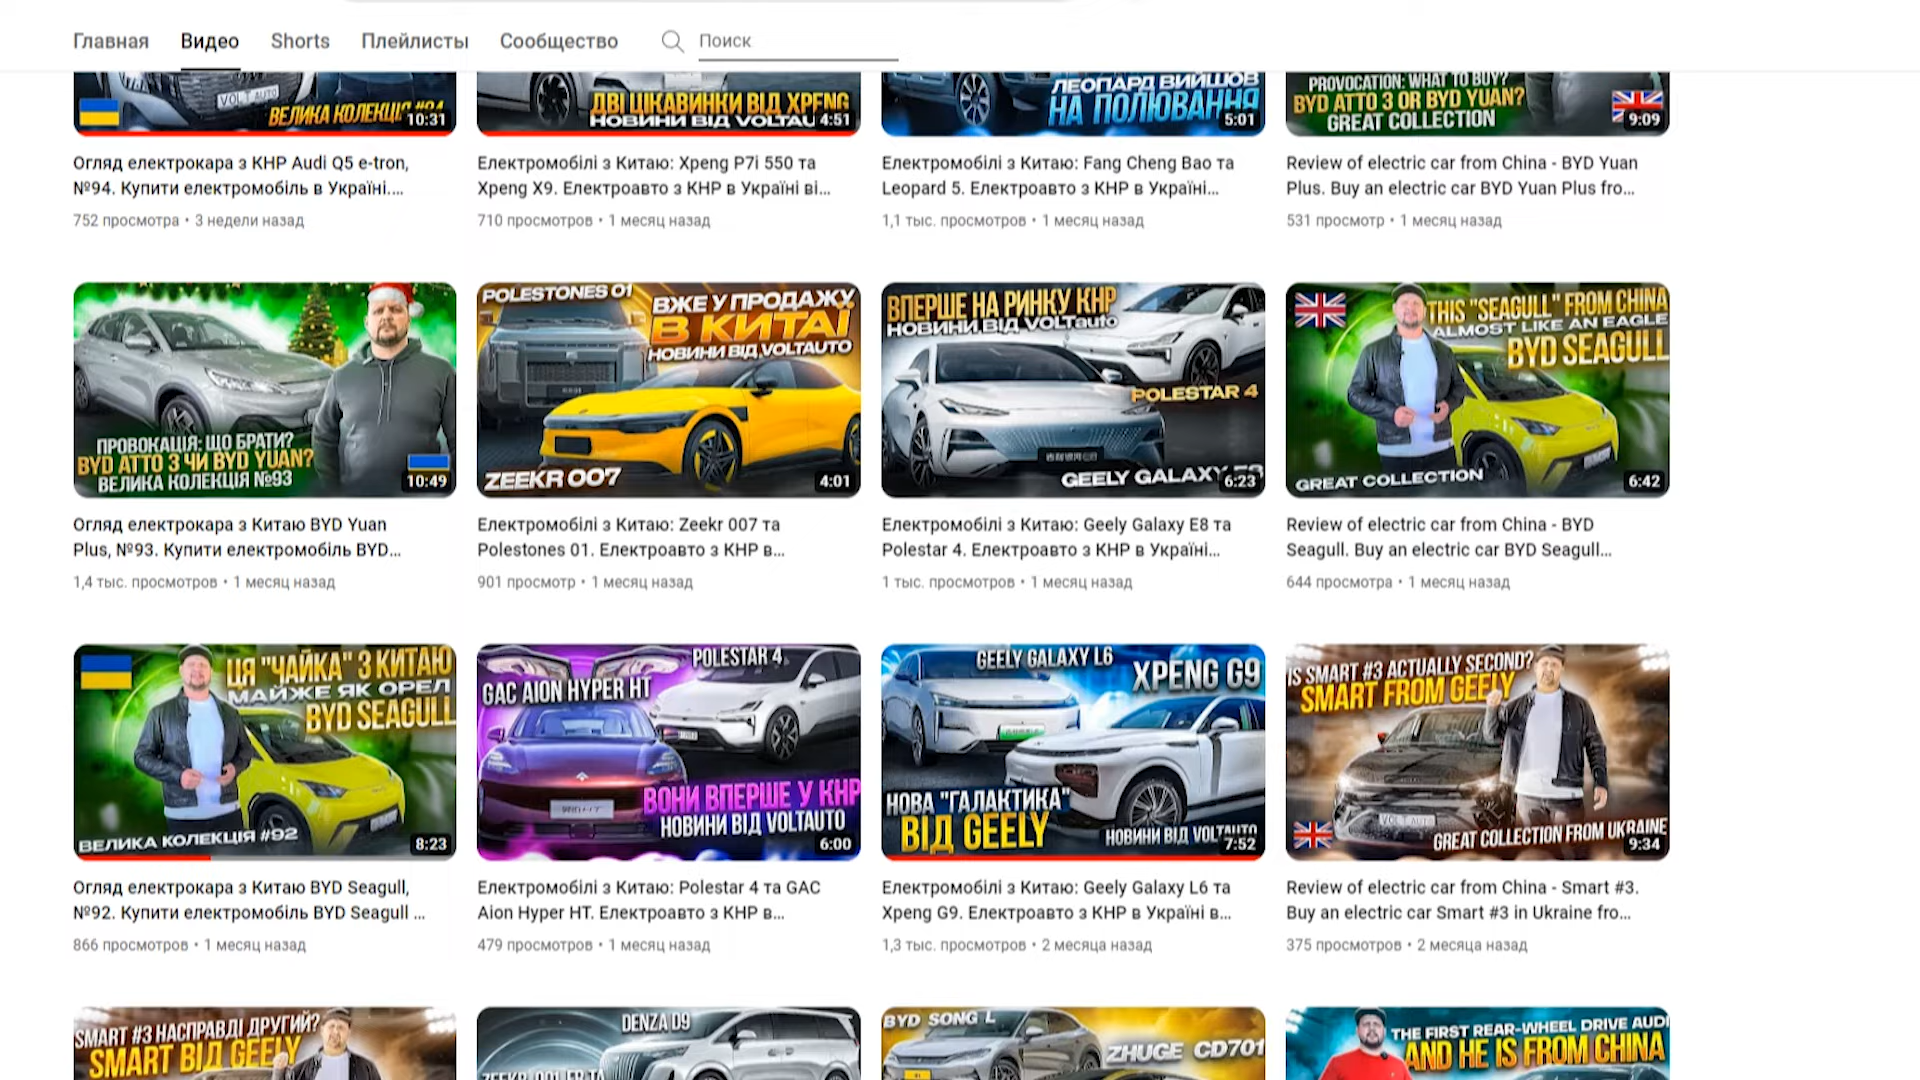 Главная Видео Shorts Плейлисты Сообщество Поиск
VOLT AUTO
ВЕЛИКА КОЛЕКЦІЯ #94
10:31
ДВІ ЦІКАВИНКИ ВІД XPENG
НОВИНИ ВІД VOLTAU
4:51
ЛЕОПАРД ВИЙШОВ
НА ПОЛЮВАННЯ
5:01
PROVOCATION: WHAT TO BUY?
BYD ATTO 3 OR BYD YUAN?
GREAT COLLECTION
9:09
Огляд електрокара з КНР Audi Q5 e-tron,
№94. Купити електромобіль в Україні....
752 просмотра • 3 недели назад
Електромобілі з Китаю: Xpeng P7i 550 та
Xpeng X9. Електроавто з КНР в Україні ві...
710 просмотров • 1 месяц назад
Електромобілі з Китаю: Fang Cheng Bao та
Leopard 5. Електроавто з КНР в Україні...
1,1 тыс. просмотров • 1 месяц назад
Review of electric car from China - BYD Yuan
Plus. Buy an electric car BYD Yuan Plus fro...
531 просмотр • 1 месяц назад
ПРОВОКАЦІЯ: ЩО БРАТИ?
BYD ATTO 3 ЧИ BYD YUAN?
ВЕЛИКА КОЛЕКЦІЯ №93
10:49
POLESTONES 01
ВЖЕ У ПРОДАЖУ
В КИТАЇ
НОВИНИ ВІД VOLTAUTO
ZEEKR 007
4:01
ВПЕРШЕ НА РИНКУ КНР
НОВИНИ ВІД VOLTauto
POLESTAR 4
GEELY GALAXY E8
6:23
THIS "SEAGULL" FROM CHINA
ALMOST LIKE AN EAGLE
BYD SEAGULL
GREAT COLLECTION
6:42
Огляд електрокара з Китаю BYD Yuan
Plus, №93. Купити електромобіль BYD...
1,4 тыс. просмотров • 1 месяц назад
Електромобілі з Китаю: Zeekr 007 та
Polestones 01. Електроавто з КНР в...
901 просмотр • 1 месяц назад
Електромобілі з Китаю: Geely Galaxy E8 та
Polestar 4. Електроавто з КНР в Україні...
1 тыс. просмотров • 1 месяц назад
Review of electric car from China - BYD
Seagull. Buy an electric car BYD Seagull...
644 просмотра • 1 месяц назад
ЦЯ "ЧАЙКА" З КИТАЮ
МАЙЖЕ ЯК ОРЕЛ
BYD SEAGULL
ВЕЛИКА КОЛЕКЦІЯ #92
8:23
POLESTAR 4
GAC AION HYPER HT
ВОНИ ВПЕРШЕ У КНР
НОВИНИ ВІД VOLTAUTO
6:00
GEELY GALAXY L6
XPENG G9
НОВА "ГАЛАКТИКА"
ВІД GEELY
НОВИНИ ВІД VOLTAUTO
7:52
IS SMART #3 ACTUALLY SECOND?
SMART FROM GEELY
VOLT AUTO
GREAT COLLECTION FROM UKRAINE
9:34
Огляд електрокара з Китаю BYD Seagull,
№92. Купити електромобіль BYD Seagull ...
866 просмотров • 1 месяц назад
Електромобілі з Китаю: Polestar 4 та GAC
Aion Hyper HT. Електроавто з КНР в...
479 просмотров • 1 месяц назад
Електромобілі з Китаю: Geely Galaxy L6 та
Xpeng G9. Електроавто з КНР в Україні в...
1,3 тыс. просмотров • 2 месяца назад
Review of electric car from China - Smart #3.
Buy an electric car Smart #3 in Ukraine fro...
375 просмотров • 2 месяца назад
SMART #3 НАСПРАВДІ ДРУГИЙ?
SMART ВІД GEELY
DENZA D9
BYD SONG L
ZHUGE CD701
THE FIRST REAR-WHEEL DRIVE AUDI
AND HE IS FROM CHINA